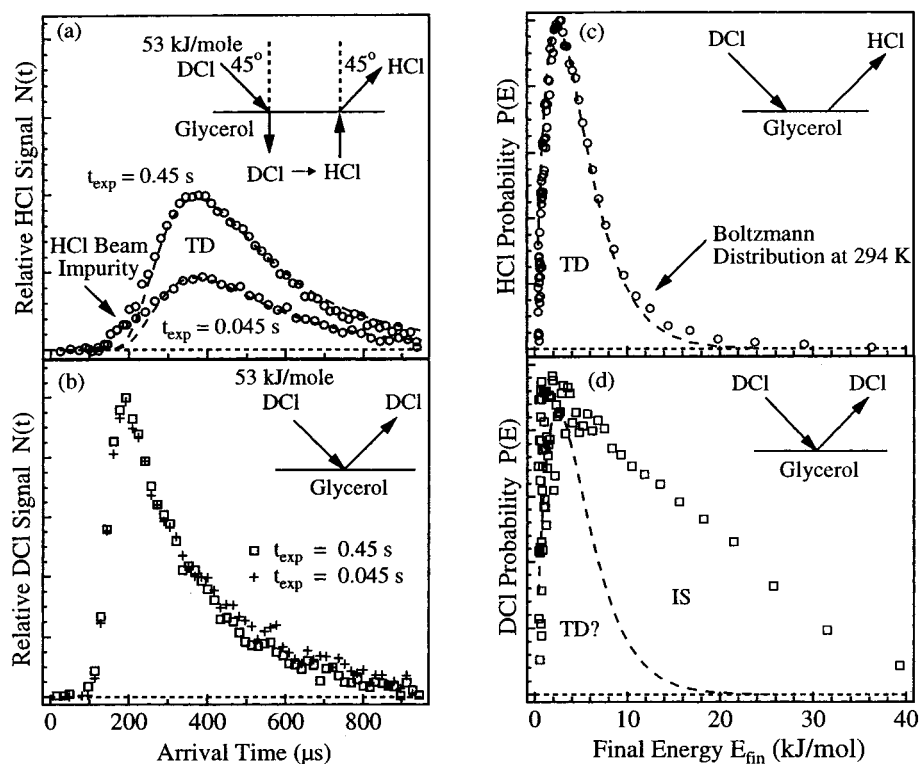 (a)
53 kJ/mole
DCl
45°
45°
HCl
Glycerol
DCl → HCl
t_exp = 0.45 s
HCl Beam
Impurity
TD
t_exp = 0.045 s
Relative HCl Signal N(t)
(b)
53 kJ/mole
DCl
DCl
Glycerol
□ t_exp = 0.45 s
+ t_exp = 0.045 s
Relative DCl Signal N(t)
0 200 400 600 800
Arrival Time (μs)
(c)
DCl
HCl
Glycerol
Boltzmann
Distribution at 294 K
TD
HCl Probability P(E)
(d)
DCl
DCl
Glycerol
IS
TD?
DCl Probability P(E)
0 10 20 30 40
Final Energy E_fin (kJ/mol)